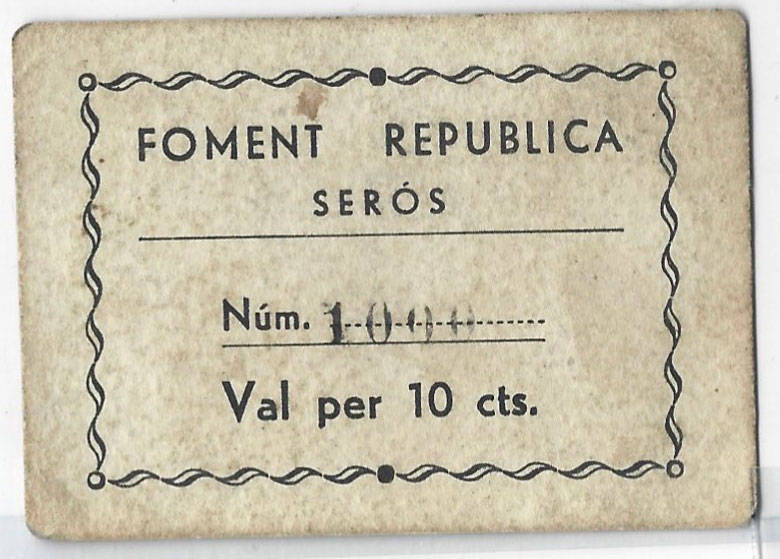 FOMENT REPUBLICA
SERÓS
Núm. 1000
Val per 10 cts.